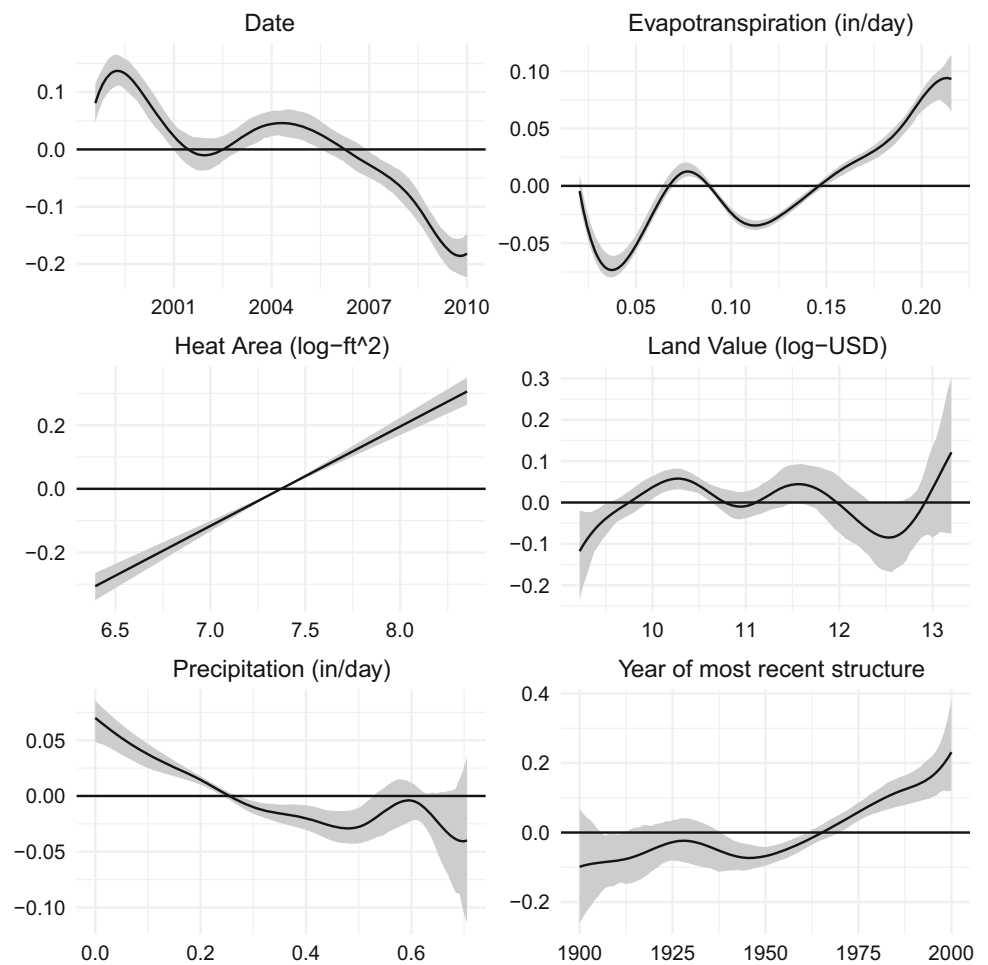 Date
0.1
0.0
−0.1
−0.2
2001 2004 2007 2010
Evapotranspiration (in/day)
0.10
0.05
0.00
−0.05
0.05 0.10 0.15 0.20
Heat Area (log−ft^2)
0.2
0.0
−0.2
6.5 7.0 7.5 8.0
Land Value (log−USD)
0.3
0.2
0.1
0.0
−0.1
−0.2
10 11 12 13
Precipitation (in/day)
0.05
0.00
−0.05
−0.10
0.0 0.2 0.4 0.6
Year of most recent structure
0.4
0.2
0.0
−0.2
1900 1925 1950 1975 2000